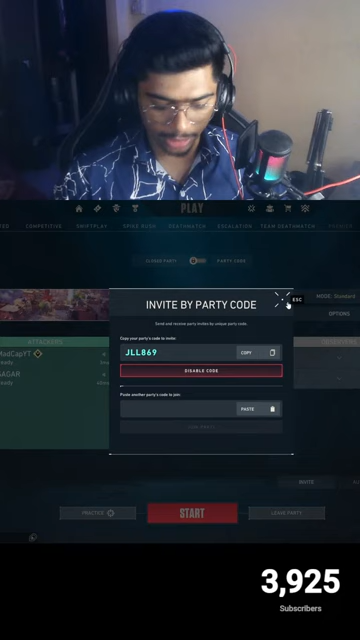 PLAY
COMPETITIVE SWIFTPLAY SPIKE RUSH DEATHMATCH ESCALATION TEAM DEATHMATCH
CLOSED PARTY PARTY CODE
ESC
MODE: Standard
INVITE BY PARTY CODE
Send and receive party invites by unique party code.
OPTIONS
Copy your party's code to invite:
ATTACKERS
JLL869 COPY
ModCapYT
SAGAR
DISABLE CODE
Paste another party's code to join:
PASTE
JOIN PARTY
INVITE
PRACTICE START LEAVE PARTY
3,925
Subscribers